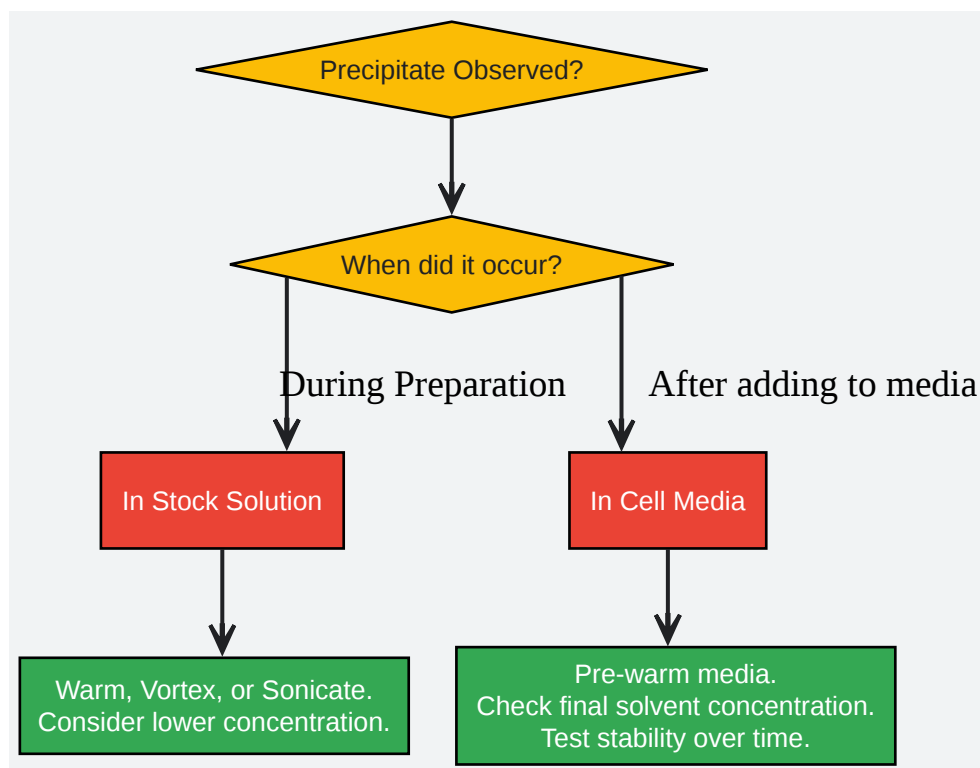 Precipitate Observed?
When did it occur?
During Preparation
After adding to media
In Stock Solution
In Cell Media
Warm, Vortex, or Sonicate.
Consider lower concentration.
Pre-warm media.
Check final solvent concentration.
Test stability over time.